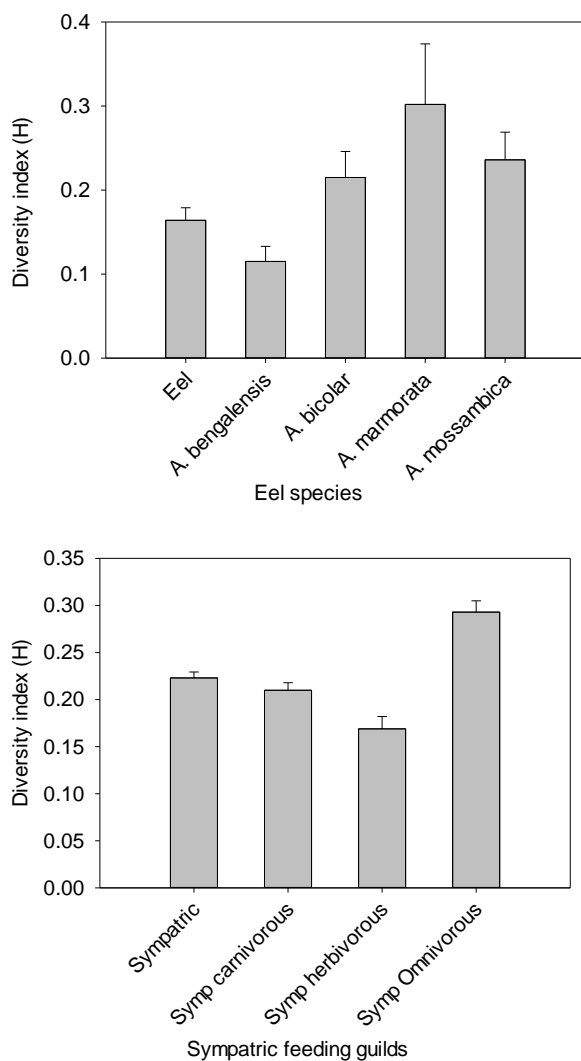 0.4
0.3
0.2
0.1
0.0
Diversity index (H)
Eel
A. bengalensis
A. bicolar
A. marmorata
A. mossambica
Eel species
0.35
0.30
0.25
0.20
0.15
0.10
0.05
0.00
Diversity index (H)
Sympatric
Symp carnivorous
Symp herbivorous
Symp Omnivorous
Sympatric feeding guilds